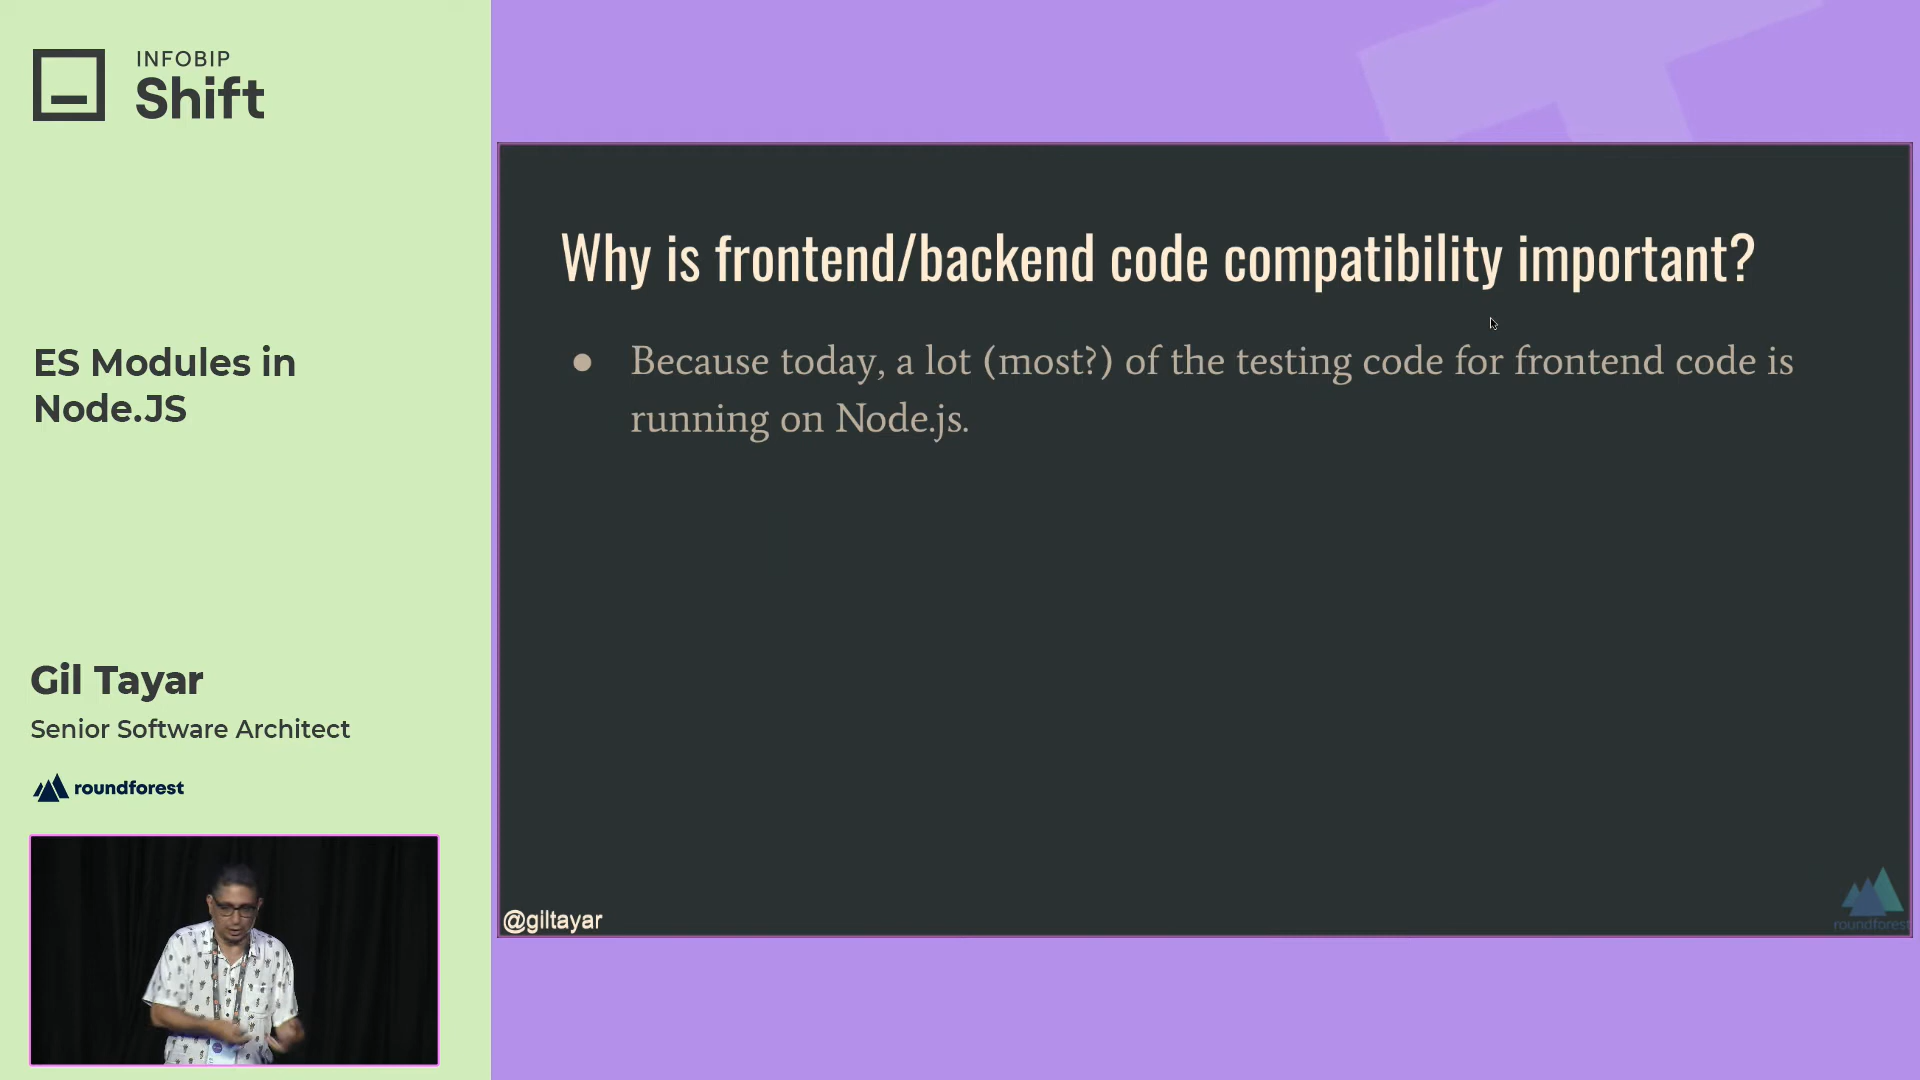 INFOBIP
Shift
ES Modules in
Node.JS
Gil Tayar
Senior Software Architect
roundforest
Why is frontend/backend code compatibility important?
● Because today, a lot (most?) of the testing code for frontend code is
running on Node.js.
@giltayar
roundforest